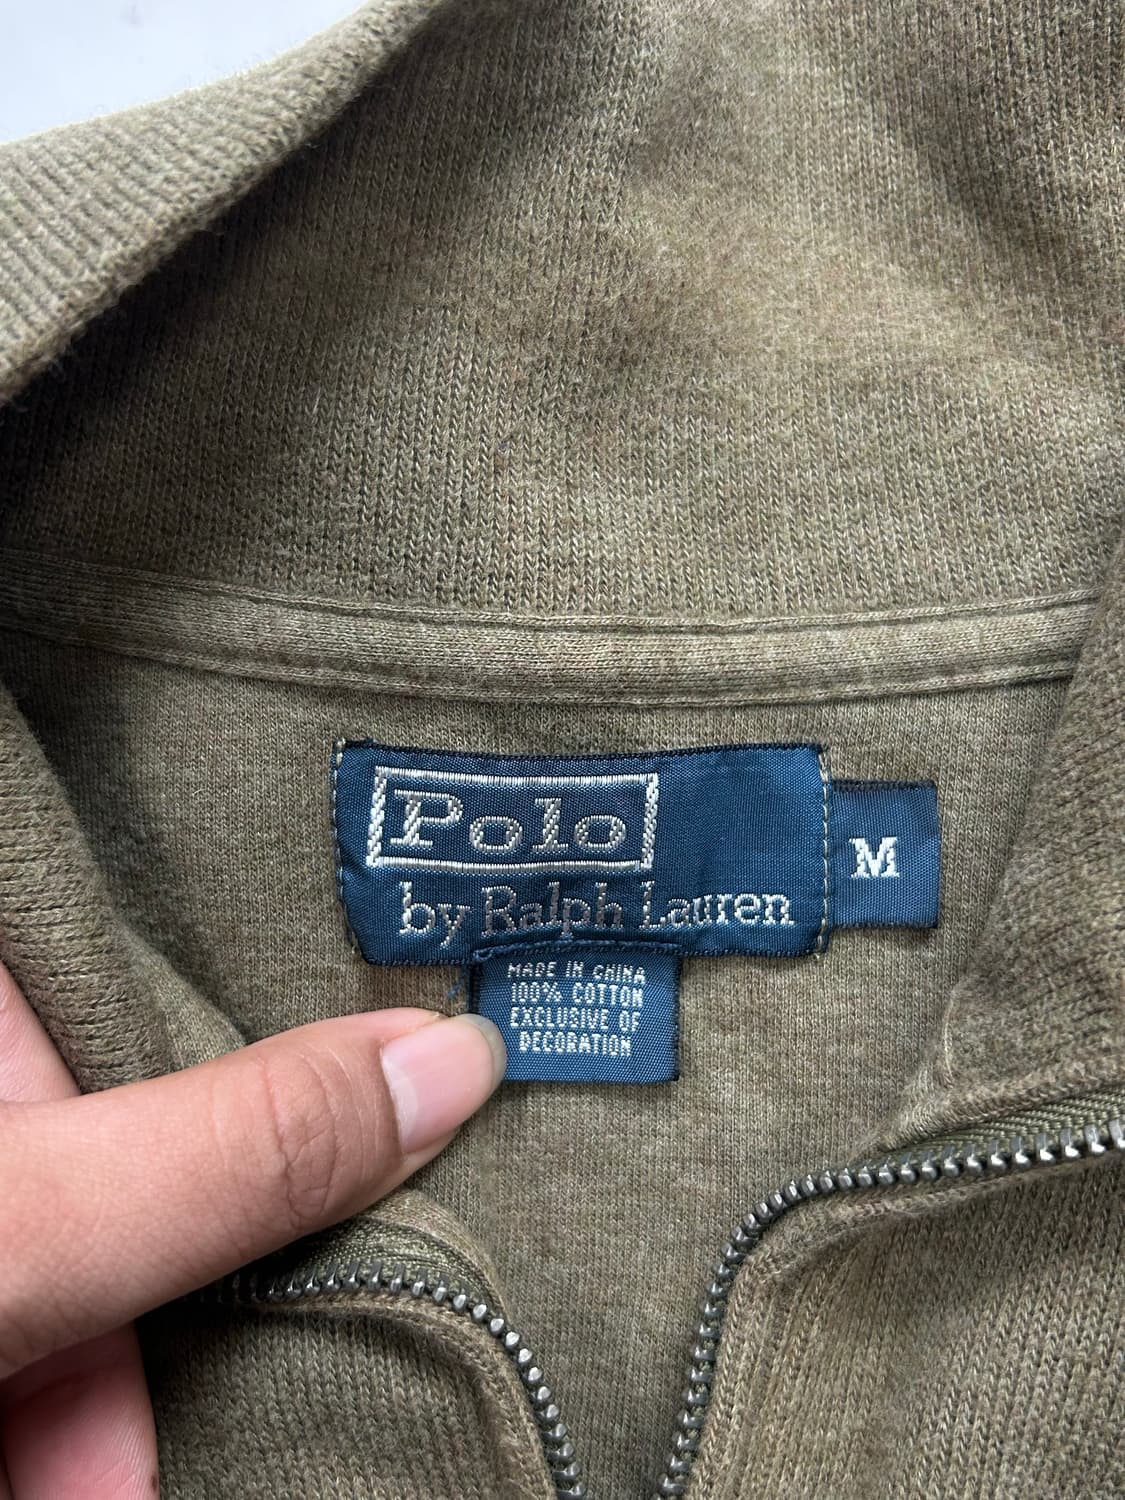 Polo
by Ralph Lauren
M
MADE IN CHINA
100% COTTON
EXCLUSIVE OF
DECORATION